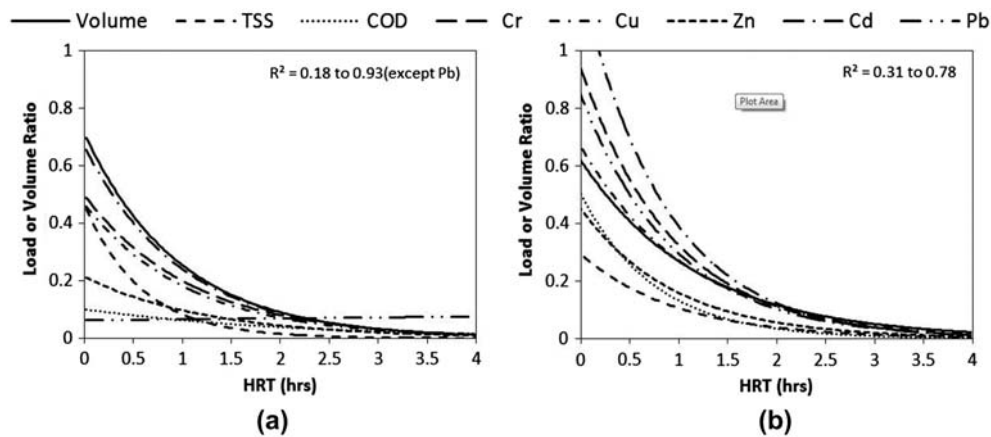 Volume TSS COD Cr Cu Zn Cd Pb
R² = 0.18 to 0.93(except Pb)
Load or Volume Ratio
1
0.8
0.6
0.4
0.2
0
0 0.5 1 1.5 2 2.5 3 3.5 4
HRT (hrs)
(a)
R² = 0.31 to 0.78
Plot Area
Load or Volume Ratio
1
0.8
0.6
0.4
0.2
0
0 0.5 1 1.5 2 2.5 3 3.5 4
HRT (hrs)
(b)